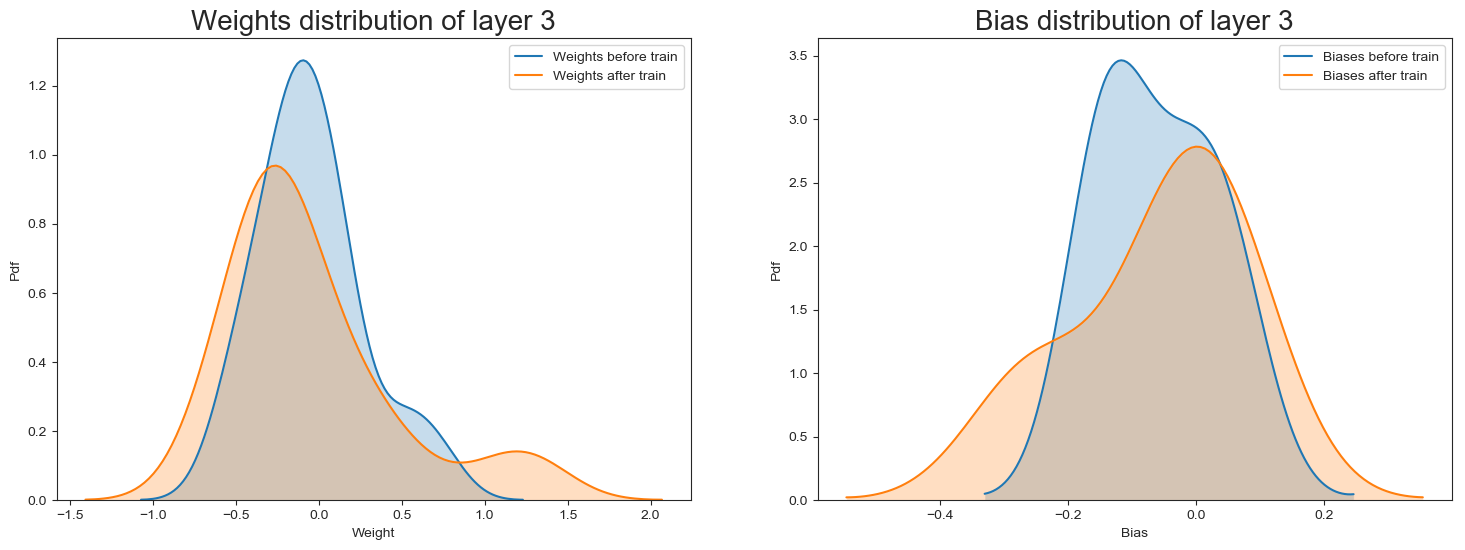 Weights distribution of layer 3
Weights before train
Weights after train
1.2
1.0
0.8
0.6
0.4
0.2
0.0
Pdf
−1.5 −1.0 −0.5 0.0 0.5 1.0 1.5 2.0
Weight
Bias distribution of layer 3
Biases before train
Biases after train
3.5
3.0
2.5
2.0
1.5
1.0
0.5
0.0
Pdf
−0.4 −0.2 0.0 0.2
Bias